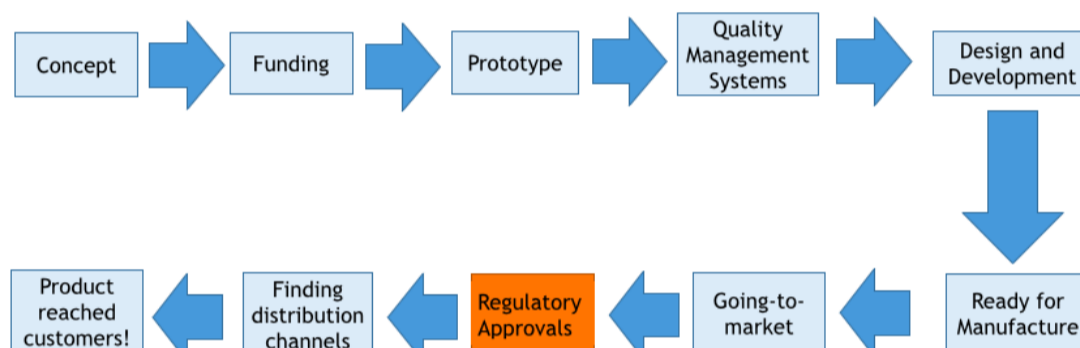 Concept
Funding
Prototype
Quality
Management
Systems
Design and
Development
Product
reached
customers!
Finding
distribution
channels
Regulatory
Approvals
Going-to-
market
Ready for
Manufacture